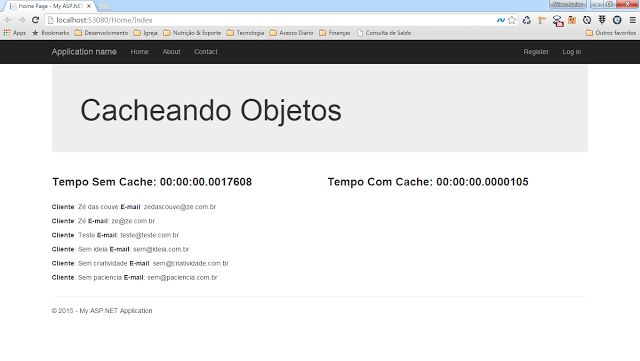 Home Page - My ASP.NET
localhost:53080/Home/Index
Apps Bookmarks Desenvolvimento Igreja Nutrição & Esporte Tecnologia Acesso Diário Finanças Consulta de Saldo Outros favoritos
Application name Home About Contact Register Log in
Cacheando Objetos
Tempo Sem Cache: 00:00:00.0017608
Tempo Com Cache: 00:00:00.0000105
Cliente: Zé das couve E-mail: zedascouve@ze.com.br
Cliente: Zé E-mail: ze@ze.com.br
Cliente: Teste E-mail: teste@teste.com.br
Cliente: Sem ideia E-mail: sem@ideia.com.br
Cliente: Sem criatividade E-mail: sem@criatividade.com.br
Cliente: Sem paciencia E-mail: sem@paciencia.com.br
© 2015 - My ASP.NET Application